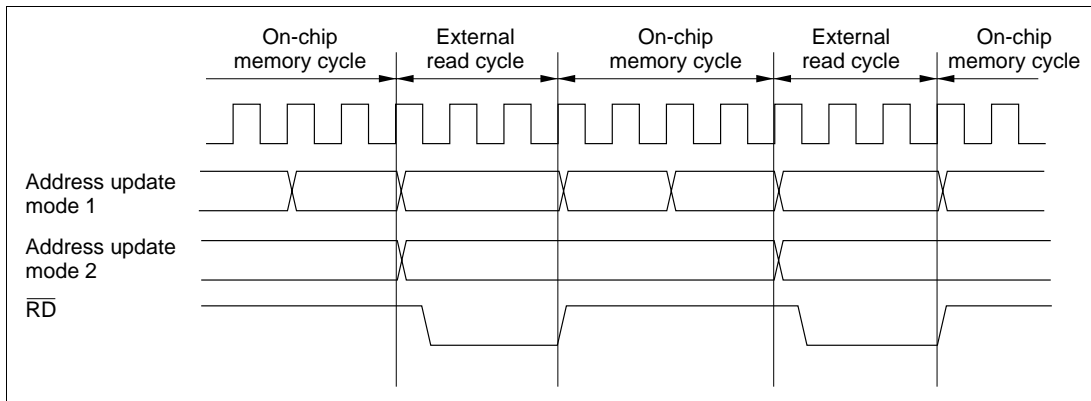 On-chip
memory cycle
External
read cycle
On-chip
memory cycle
External
read cycle
On-chip
memory cycle
Address update
mode 1
Address update
mode 2
RD